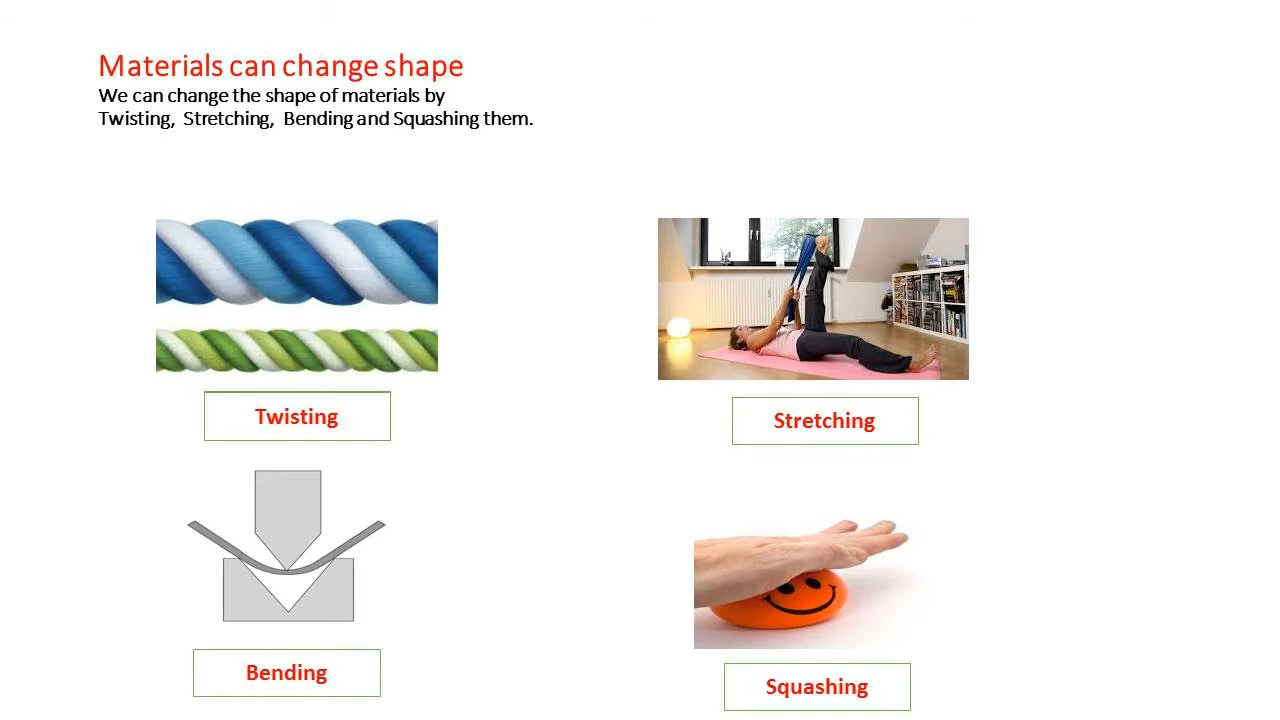 Materials can change shape
We can change the shape of materials by
Twisting, Stretching, Bending and Squashing them.
Twisting
Stretching
Bending
Squashing